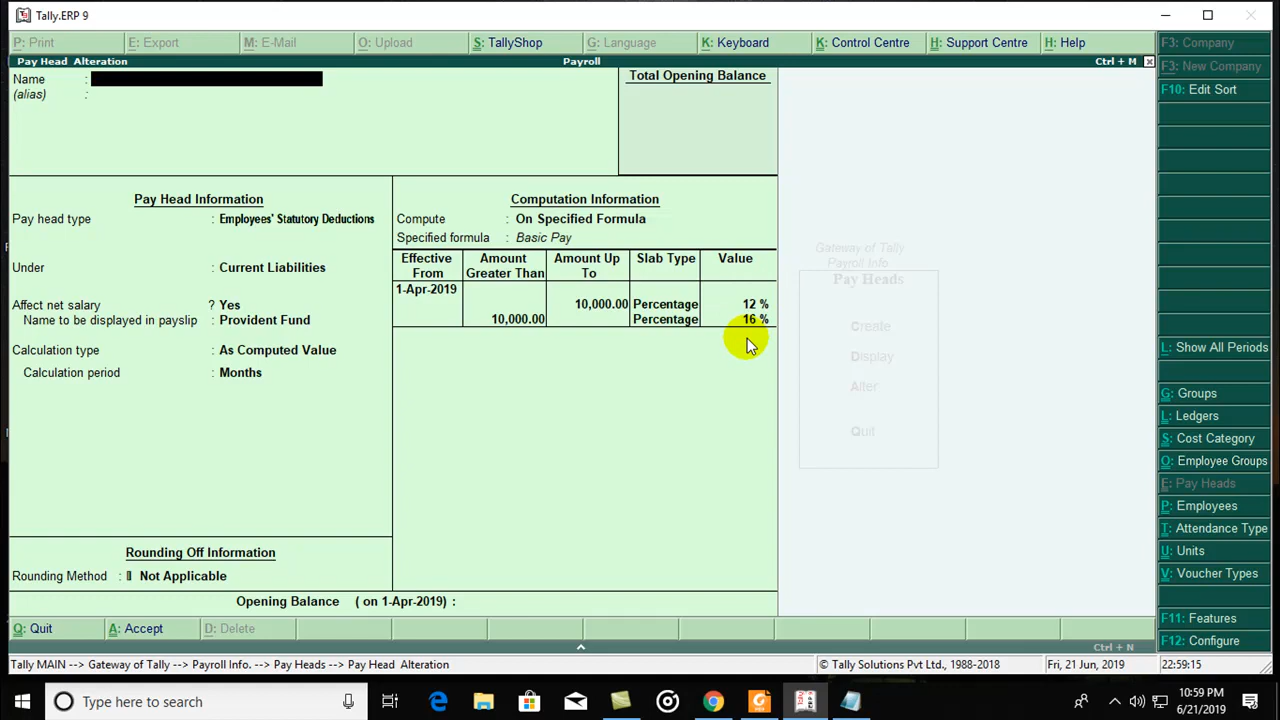 Tally.ERP 9
P: Print E: Export M: E-Mail O: Upload S: TallyShop G: Language K: Keyboard K: Control Centre H: Support Centre H: Help
F3: Company
Pay Head Alteration Payroll Ctrl + M
F3: New Company
Name :
Total Opening Balance
F10: Edit Sort
(alias) :
Pay Head Information
Computation Information
Pay head type : Employees' Statutory Deductions
Compute : On Specified Formula
Specified formula : Basic Pay
Gateway of Tally
Payroll Info
Pay Heads
Create
Display
Alter
Quit
Under : Current Liabilities
Effective From Amount Greater Than Amount Up To Slab Type Value
1-Apr-2019
Affect net salary ? Yes
10,000.00 Percentage 12 %
Name to be displayed in payslip : Provident Fund
10,000.00 Percentage 16 %
Calculation type : As Computed Value
Calculation period : Months
L: Show All Periods
G: Groups
L: Ledgers
S: Cost Category
O: Employee Groups
E: Pay Heads
P: Employees
T: Attendance Type
U: Units
V: Voucher Types
F11: Features
F12: Configure
Rounding Off Information
Rounding Method : Not Applicable
Opening Balance ( on 1-Apr-2019) :
Q: Quit A: Accept D: Delete
Ctrl + N
Tally MAIN --> Gateway of Tally --> Payroll Info. --> Pay Heads --> Pay Head Alteration © Tally Solutions Pvt Ltd., 1988-2018 Fri, 21 Jun, 2019 22:59:15
Type here to search
10:59 PM
6/21/2019